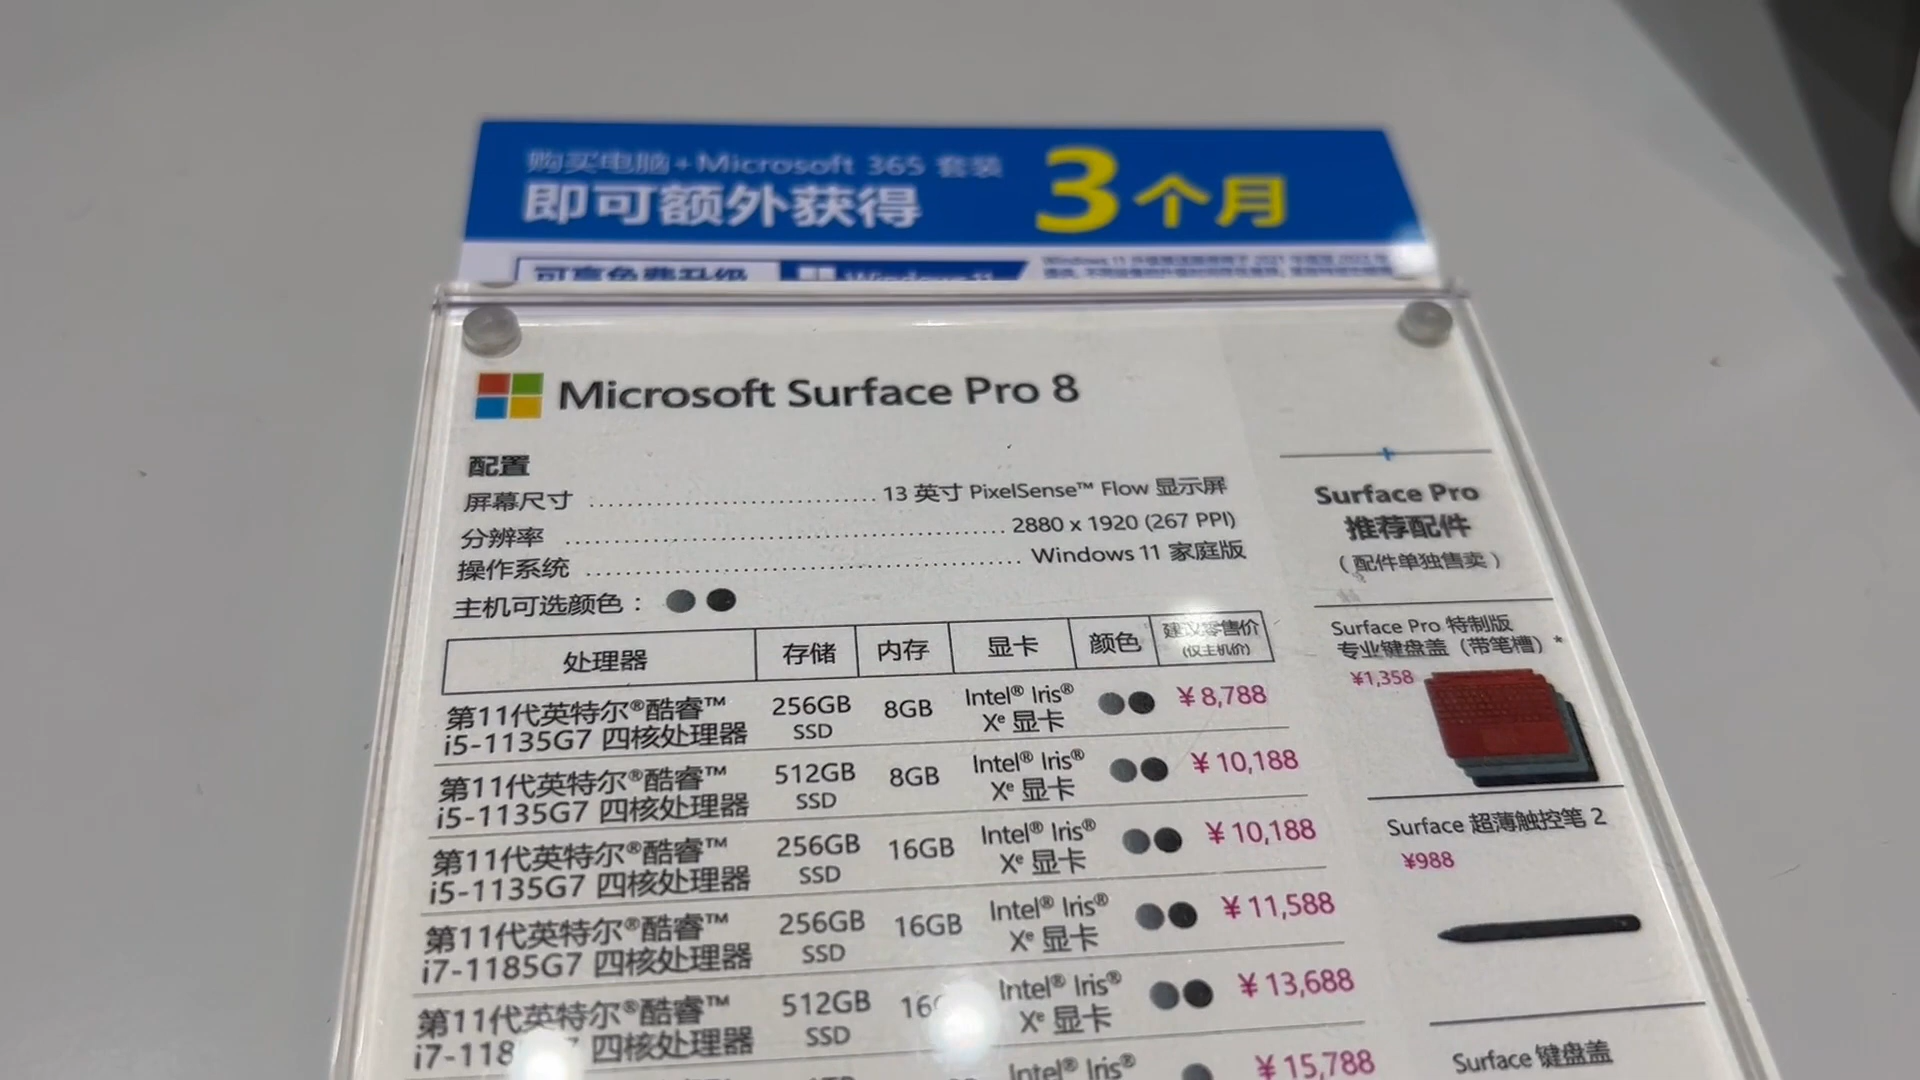 购买电脑+Microsoft 365 套装
即可额外获得 3个月
可享免费升级 Windows 11
Microsoft Surface Pro 8
配置
屏幕尺寸 13 英寸 PixelSense™ Flow 显示屏
分辨率 2880 x 1920 (267 PPI)
操作系统 Windows 11 家庭版
主机可选颜色：
处理器 存储 内存 显卡 颜色 建议零售价
(仅主机价)
第11代英特尔®酷睿™
i5-1135G7 四核处理器
256GB
SSD
8GB
Intel® Iris®
Xe 显卡
¥8,788
第11代英特尔®酷睿™
i5-1135G7 四核处理器
512GB
SSD
8GB
Intel® Iris®
Xe 显卡
¥10,188
第11代英特尔®酷睿™
i5-1135G7 四核处理器
256GB
SSD
16GB
Intel® Iris®
Xe 显卡
¥10,188
第11代英特尔®酷睿™
i7-1185G7 四核处理器
256GB
SSD
16GB
Intel® Iris®
Xe 显卡
¥11,588
第11代英特尔®酷睿™
四核处理器
512GB
SSD
Intel® Iris®
Xe 显卡
¥13,688
Intel® Iris®
¥15,788
Surface Pro
推荐配件
（配件单独售卖）
Surface Pro 特制版
专业键盘盖（带笔槽）*
¥1,358
Surface 超薄触控笔 2
¥988
Surface 键盘盖